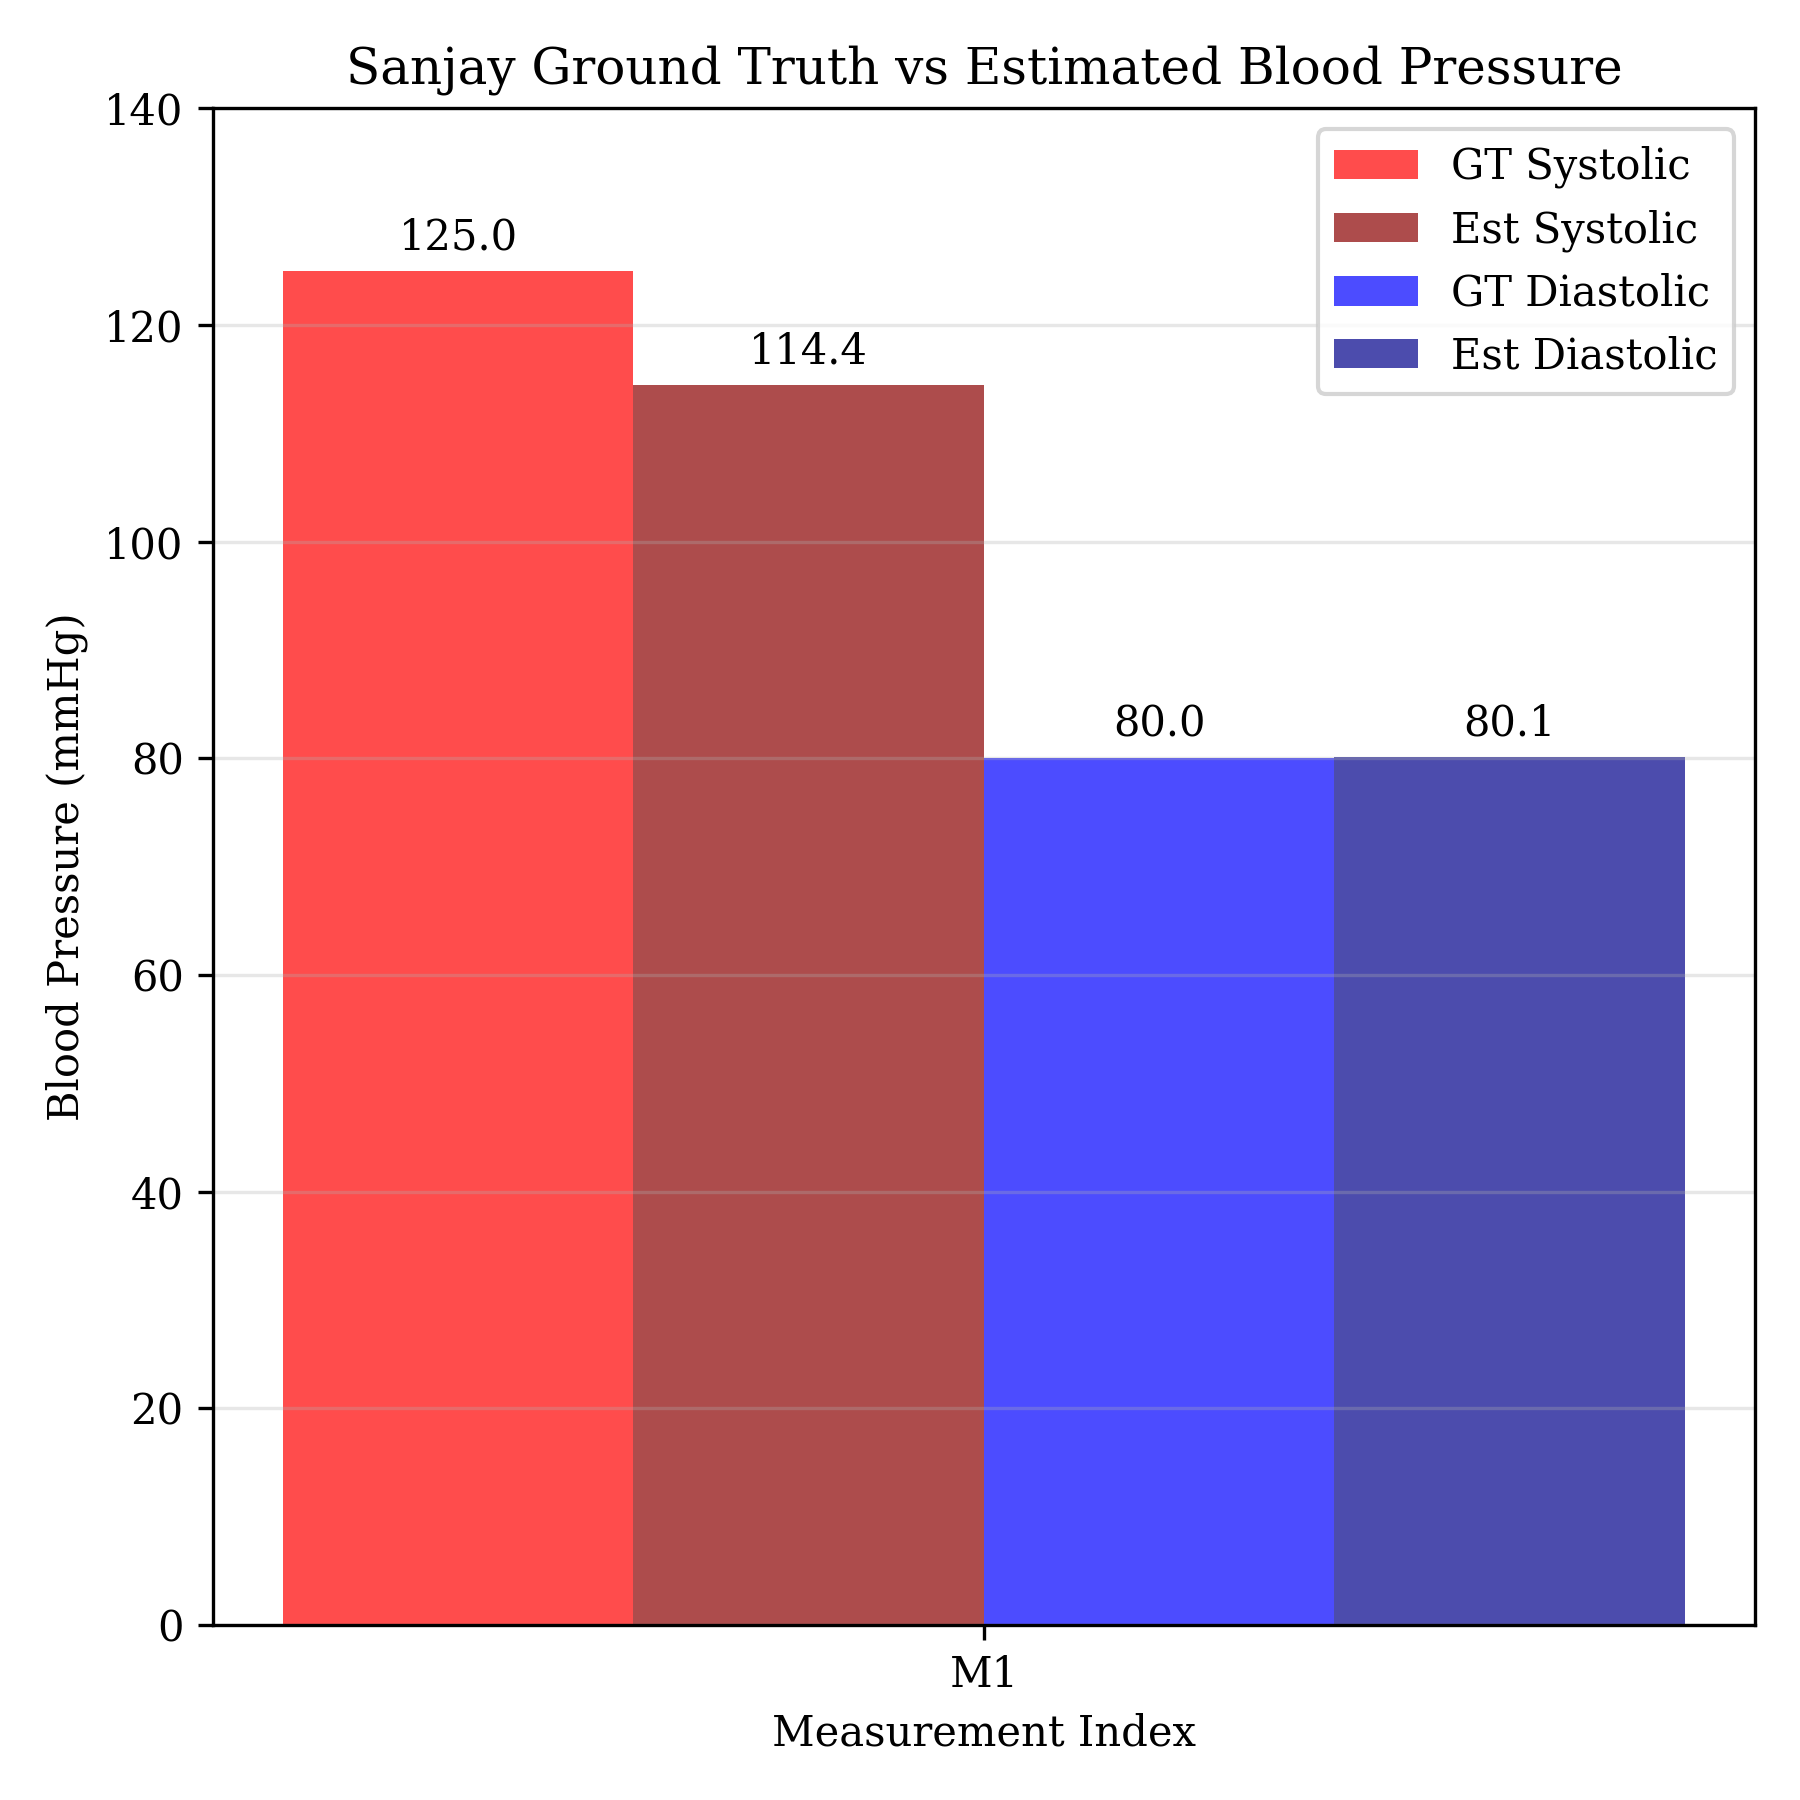 Sanjay Ground Truth vs Estimated Blood Pressure
140
120
100
80
60
40
20
0
Blood Pressure (mmHg)
125.0
114.4
80.0
80.1
GT Systolic
Est Systolic
GT Diastolic
Est Diastolic
M1
Measurement Index